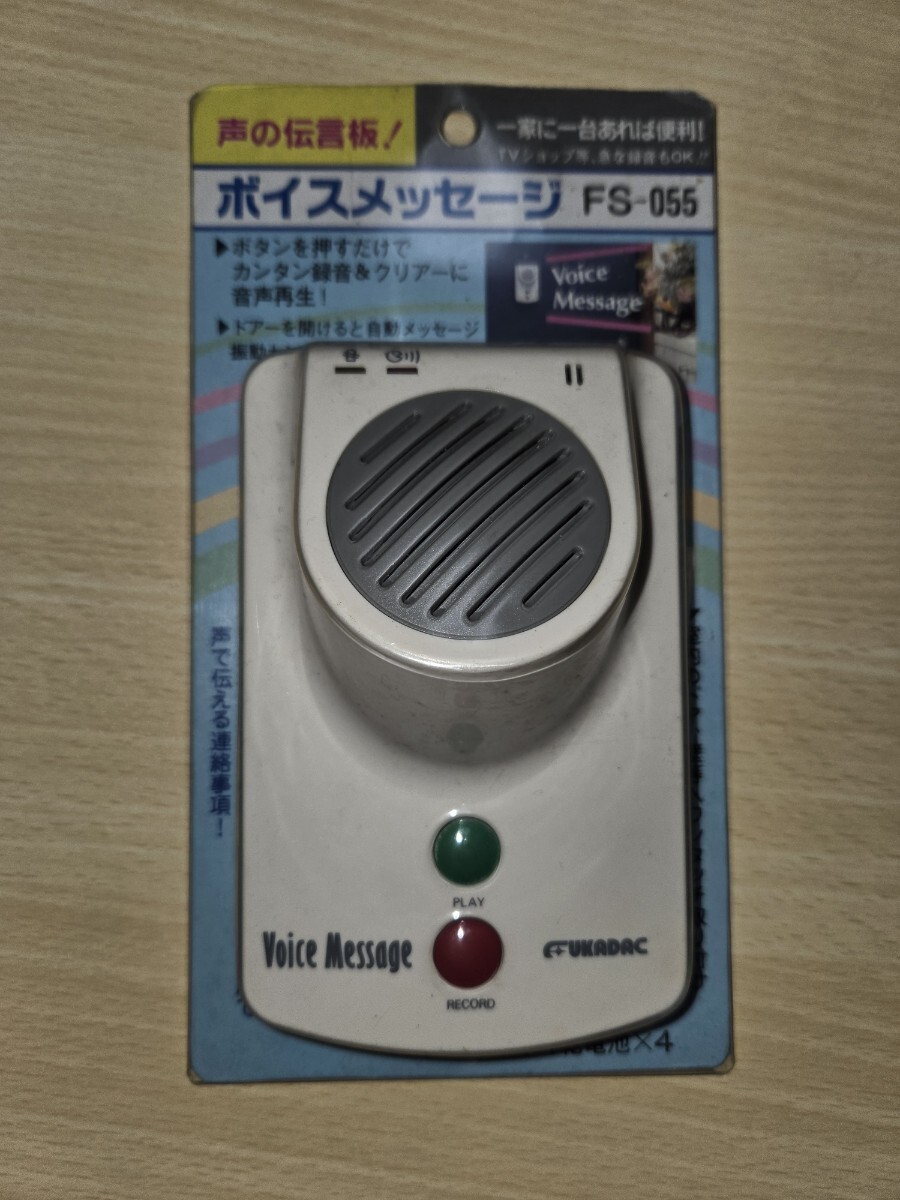 声の伝言板!
一家に一台あれば便利!
TVショップ等、急な録音もOK!!
ボイスメッセージ FS-055
▶ボタンを押すだけで
カンタン録音&クリアーに
音声再生!
▶ドアーを開けると自動メッセージ
振動
Voice
Message
声で伝える連絡事項!
PLAY
Voice Message
FUKADAC
RECORD
電池×4